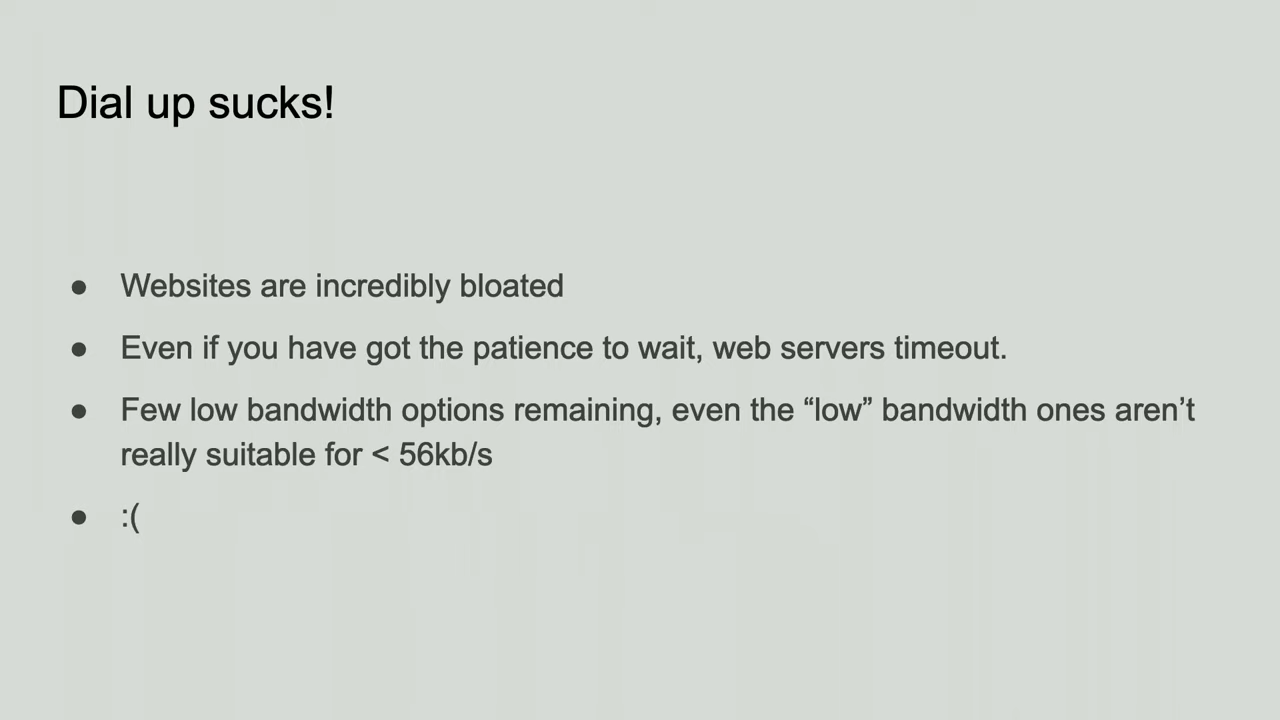 Dial up sucks!
● Websites are incredibly bloated
● Even if you have got the patience to wait, web servers timeout.
● Few low bandwidth options remaining, even the “low” bandwidth ones aren’t
really suitable for < 56kb/s
● :(